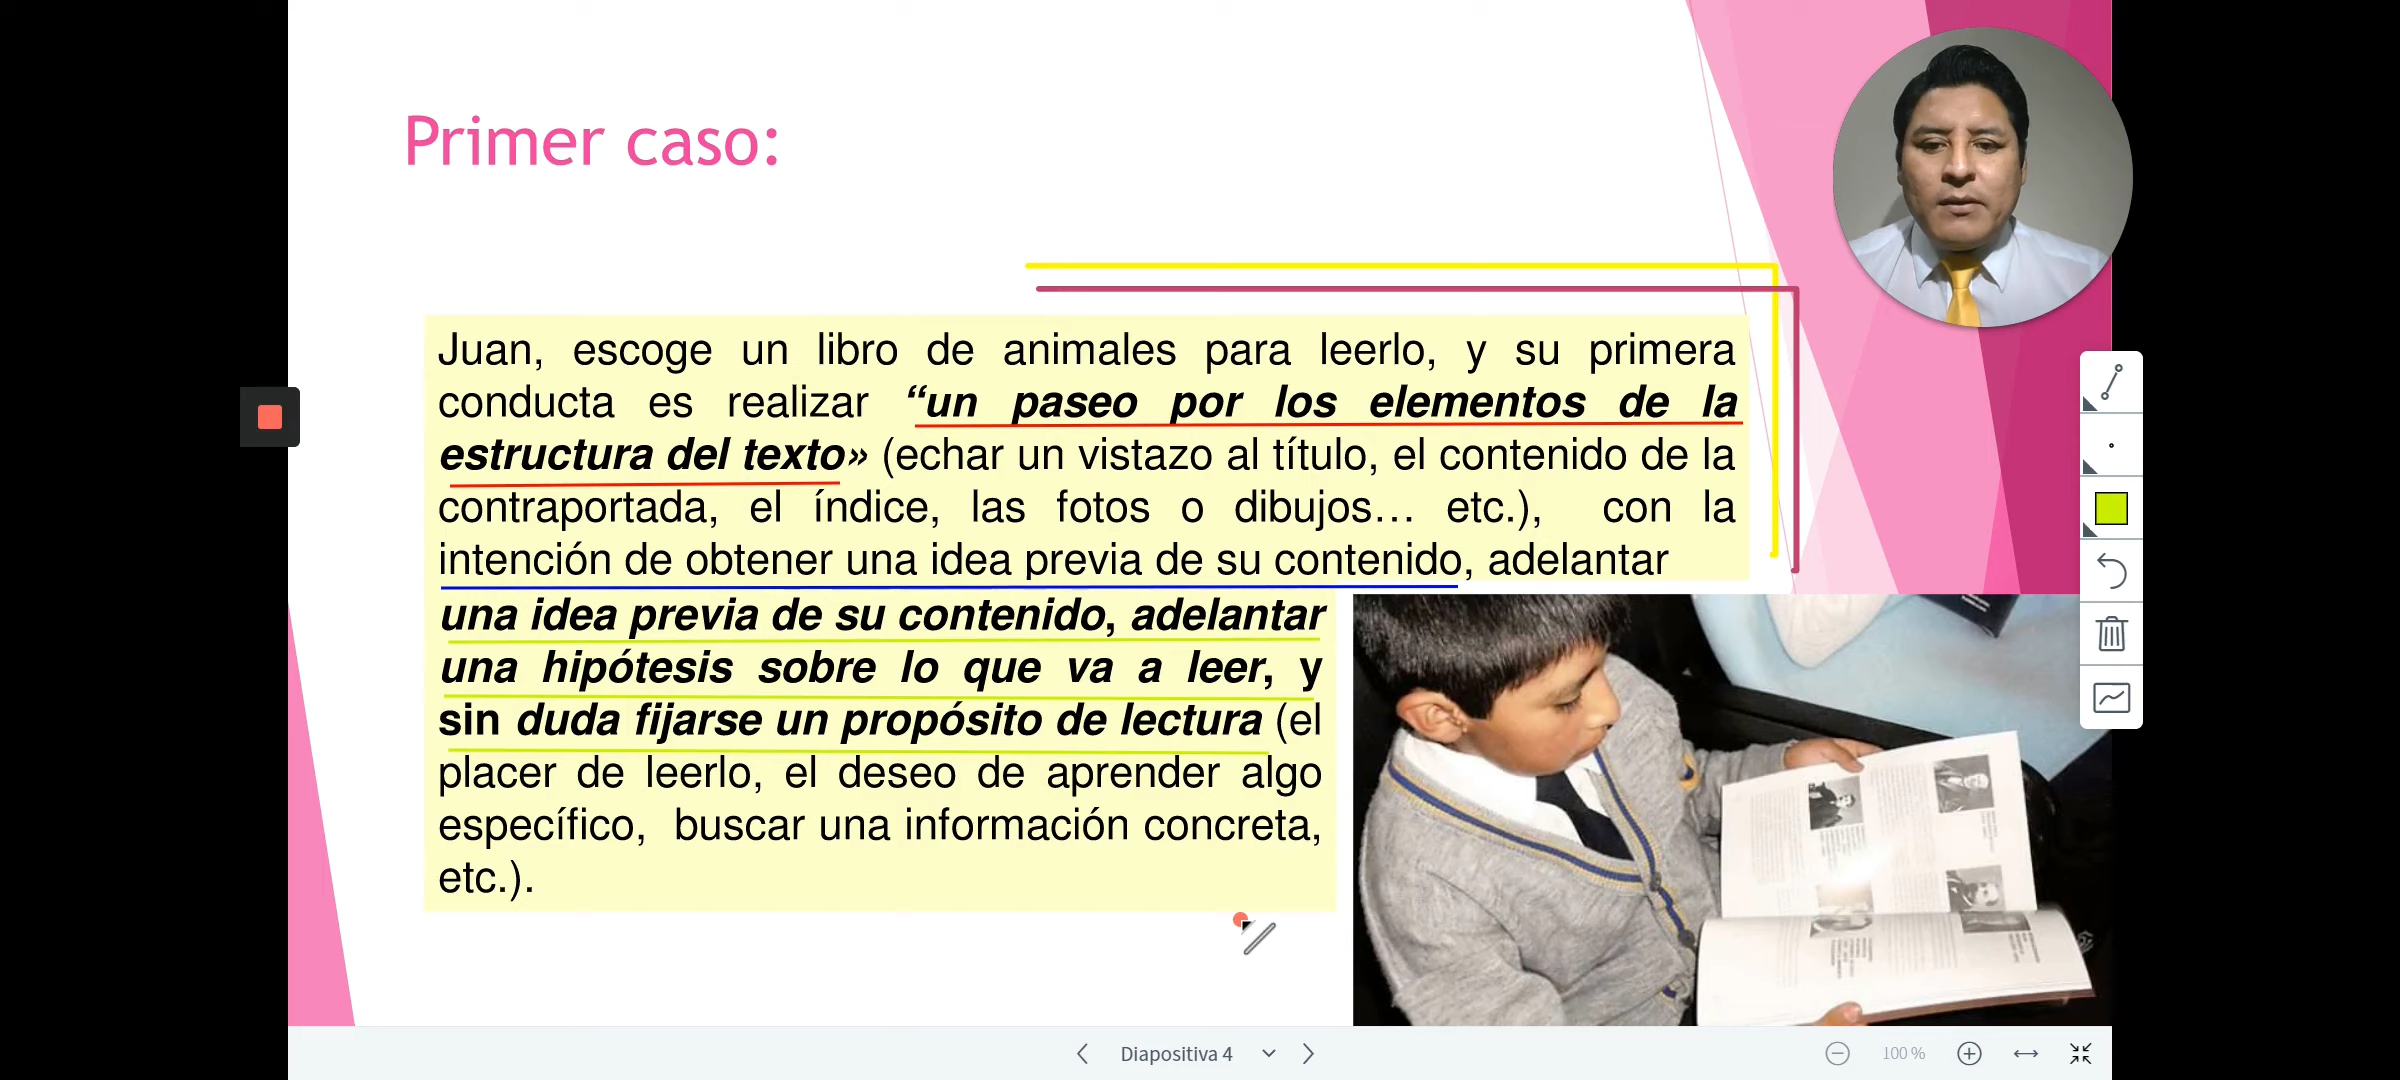 Primer caso:
Juan, escoge un libro de animales para leerlo, y su primera
conducta es realizar “un paseo por los elementos de la
estructura del texto» (echar un vistazo al título, el contenido de la
contraportada, el índice, las fotos o dibujos... etc.), con la
intención de obtener una idea previa de su contenido, adelantar
una idea previa de su contenido, adelantar
una hipótesis sobre lo que va a leer, y
sin duda fijarse un propósito de lectura (el
placer de leerlo, el deseo de aprender algo
específico, buscar una información concreta,
etc.).
Diapositiva 4
100 %